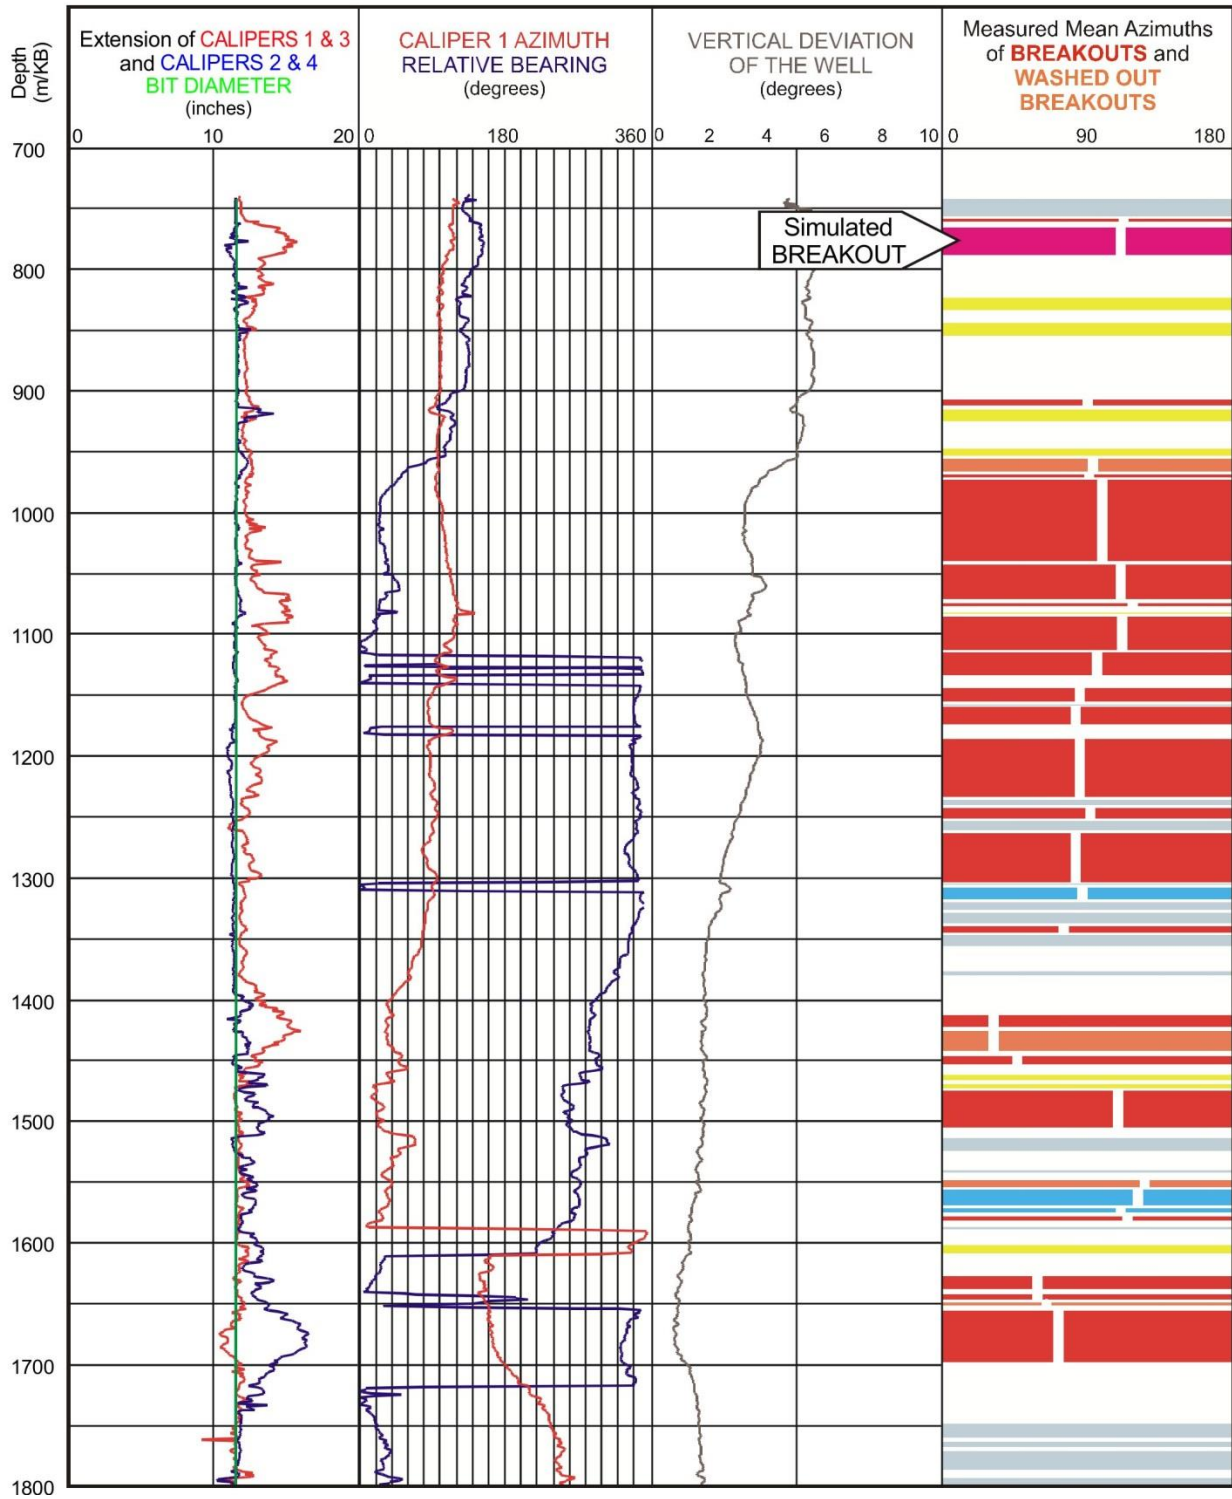 Depth
(m/KB)
Extension of CALIPERS 1 & 3
and CALIPERS 2 & 4
BIT DIAMETER
(inches)
CALIPER 1 AZIMUTH
RELATIVE BEARING
(degrees)
VERTICAL DEVIATION
OF THE WELL
(degrees)
Measured Mean Azimuths
of BREAKOUTS and
WASHED OUT
BREAKOUTS
0 10 20 0 180 360 0 2 4 6 8 10 0 90 180
700
Simulated
BREAKOUT
800
900
1000
1100
1200
1300
1400
1500
1600
1700
1800